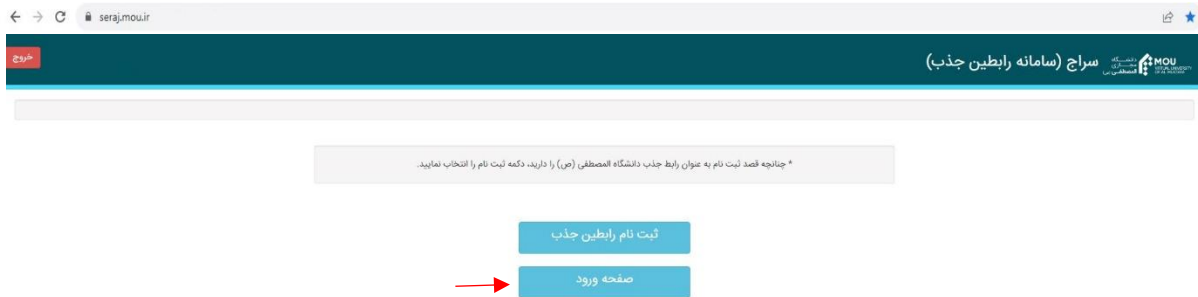 seraj.mou.ir
خروج
سراج (سامانه رابطین جذب)
MOU
* چنانچه قصد ثبت نام به عنوان رابط جذب دانشگاه المصطفی (ص) را دارید، دکمه ثبت نام را انتخاب نمایید.
ثبت نام رابطین جذب
صفحه ورود